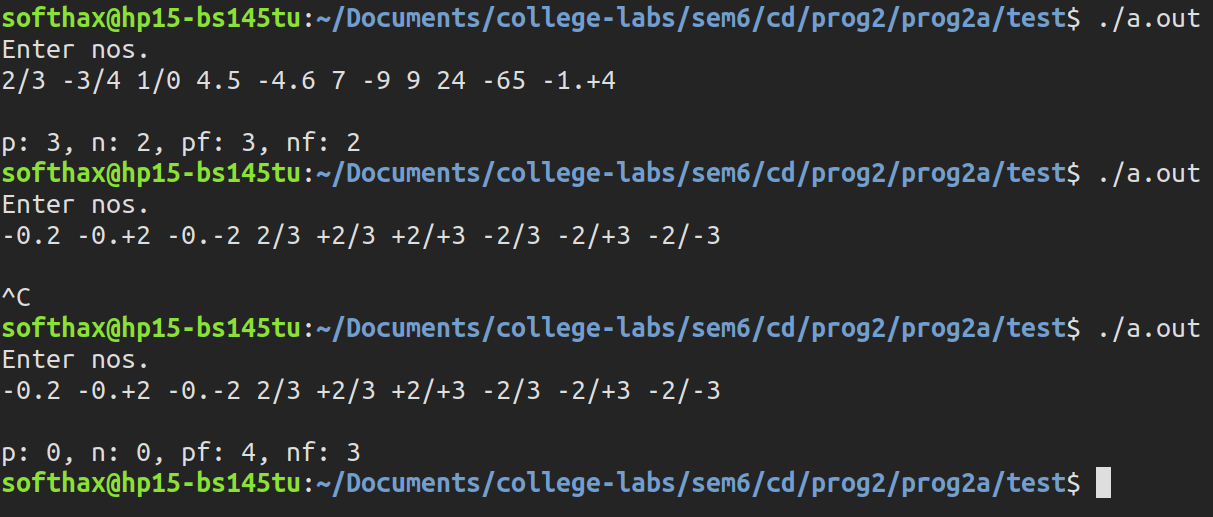 softhax@hp15-bs145tu:~/Documents/college-labs/sem6/cd/prog2/prog2a/test$ ./a.out
Enter nos.
2/3 -3/4 1/0 4.5 -4.6 7 -9 9 24 -65 -1.+4
p: 3, n: 2, pf: 3, nf: 2
softhax@hp15-bs145tu:~/Documents/college-labs/sem6/cd/prog2/prog2a/test$ ./a.out
Enter nos.
-0.2 -0.+2 -0.-2 2/3 +2/3 +2/+3 -2/3 -2/+3 -2/-3
^C
softhax@hp15-bs145tu:~/Documents/college-labs/sem6/cd/prog2/prog2a/test$ ./a.out
Enter nos.
-0.2 -0.+2 -0.-2 2/3 +2/3 +2/+3 -2/3 -2/+3 -2/-3
p: 0, n: 0, pf: 4, nf: 3
softhax@hp15-bs145tu:~/Documents/college-labs/sem6/cd/prog2/prog2a/test$